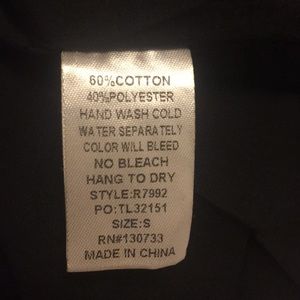 60%COTTON
40%POLYESTER
HAND WASH COLD
WATER SEPARATELY
COLOR WILL BLEED
NO BLEACH
HANG TO DRY
STYLE:R7992
PO:TL32151
SIZE:S
RN#130733
MADE IN CHINA